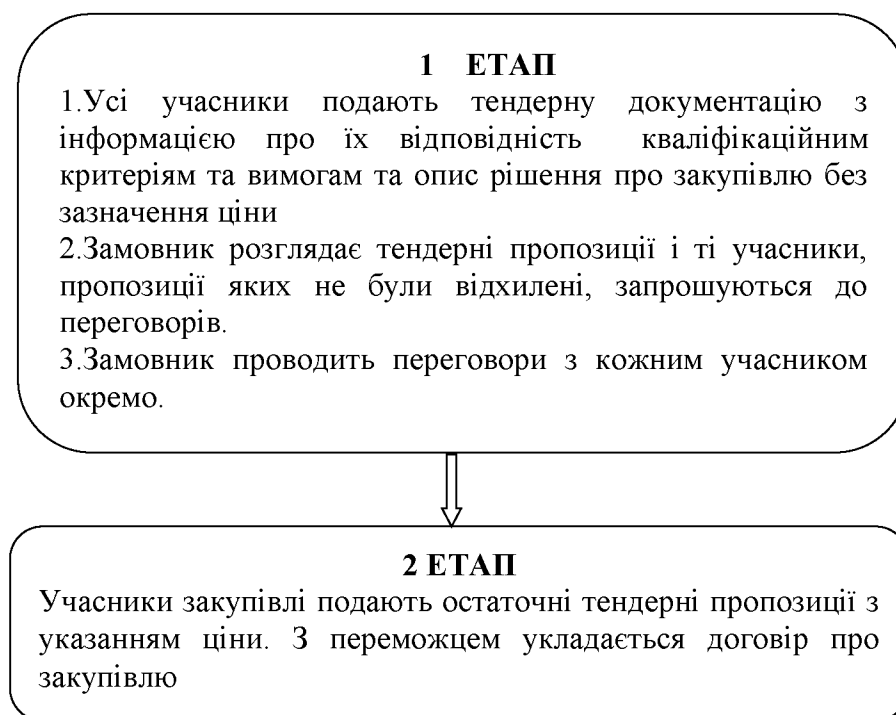 1 ЕТАП
1.Усі учасники подають тендерну документацію з
інформацією про їх відповідність кваліфікаційним
критеріям та вимогам та опис рішення про закупівлю без
зазначення ціни
2.Замовник розглядає тендерні пропозиції і ті учасники,
пропозиції яких не були відхилені, запрошуються до
переговорів.
3.Замовник проводить переговори з кожним учасником
окремо.
2 ЕТАП
Учасники закупівлі подають остаточні тендерні пропозиції з
указанням ціни. З переможцем укладається договір про
закупівлю